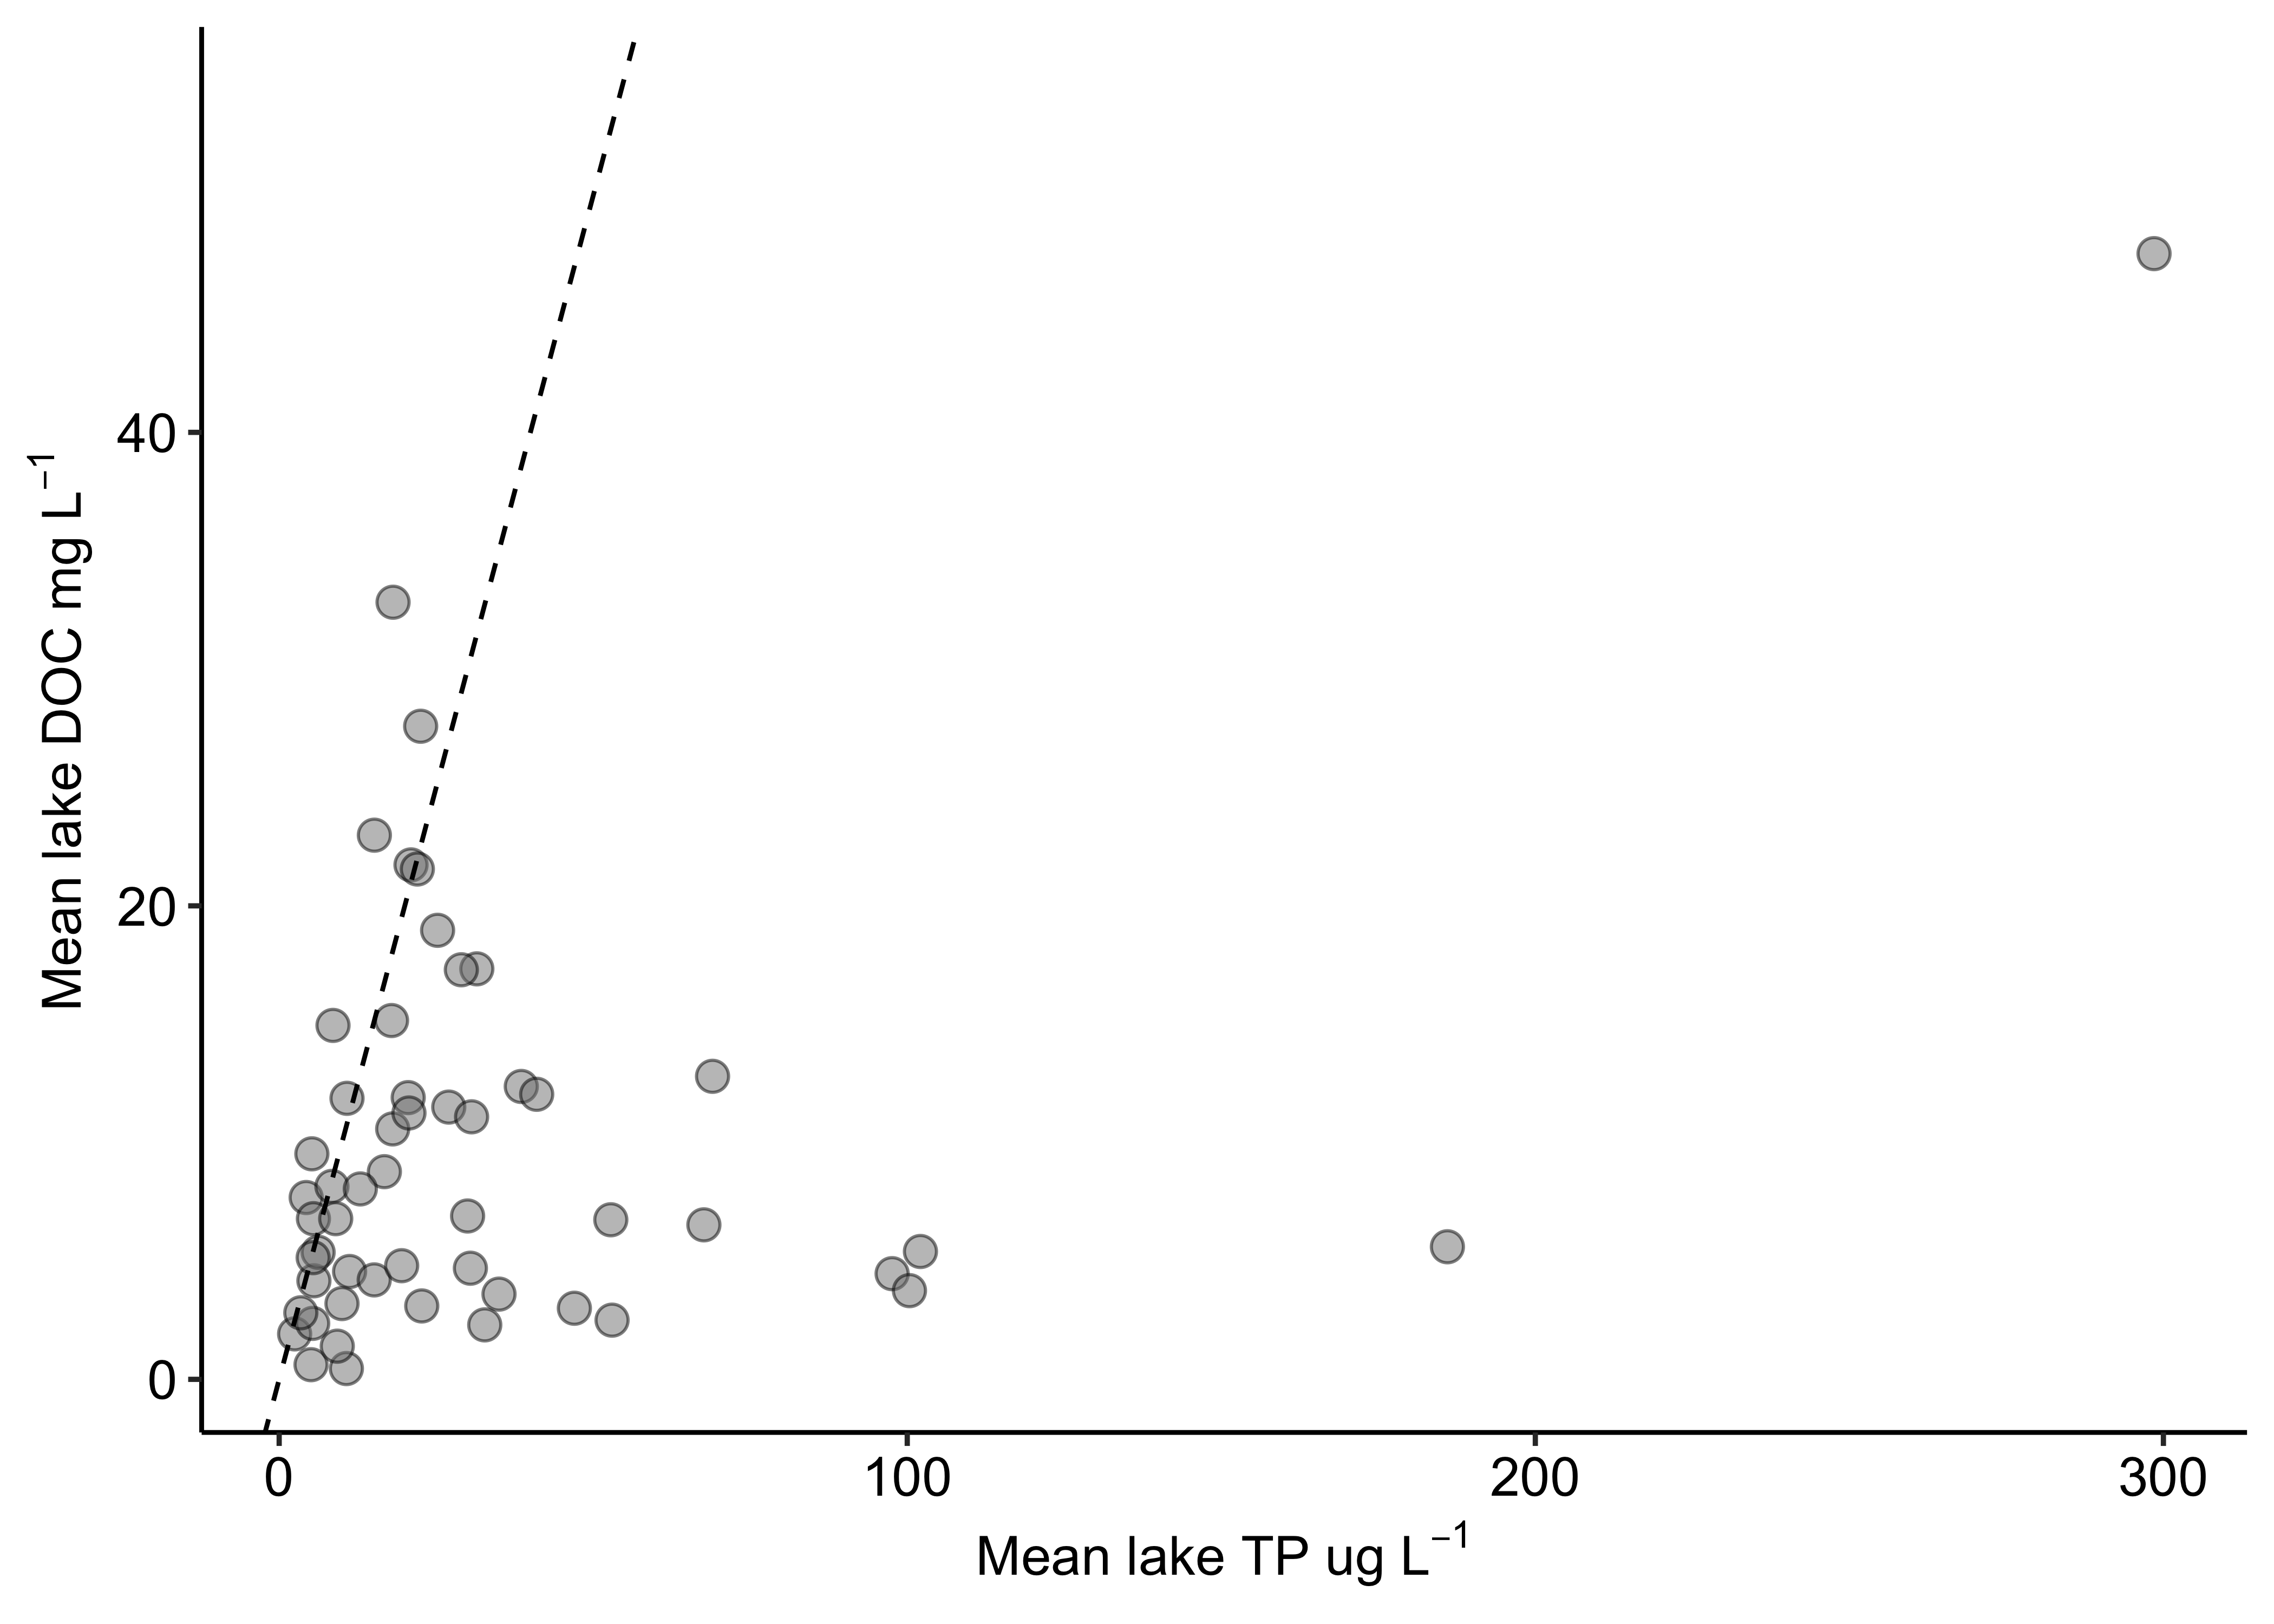 Mean lake DOC mg L⁻¹
40
20
0
0 100 200 300
Mean lake TP ug L⁻¹